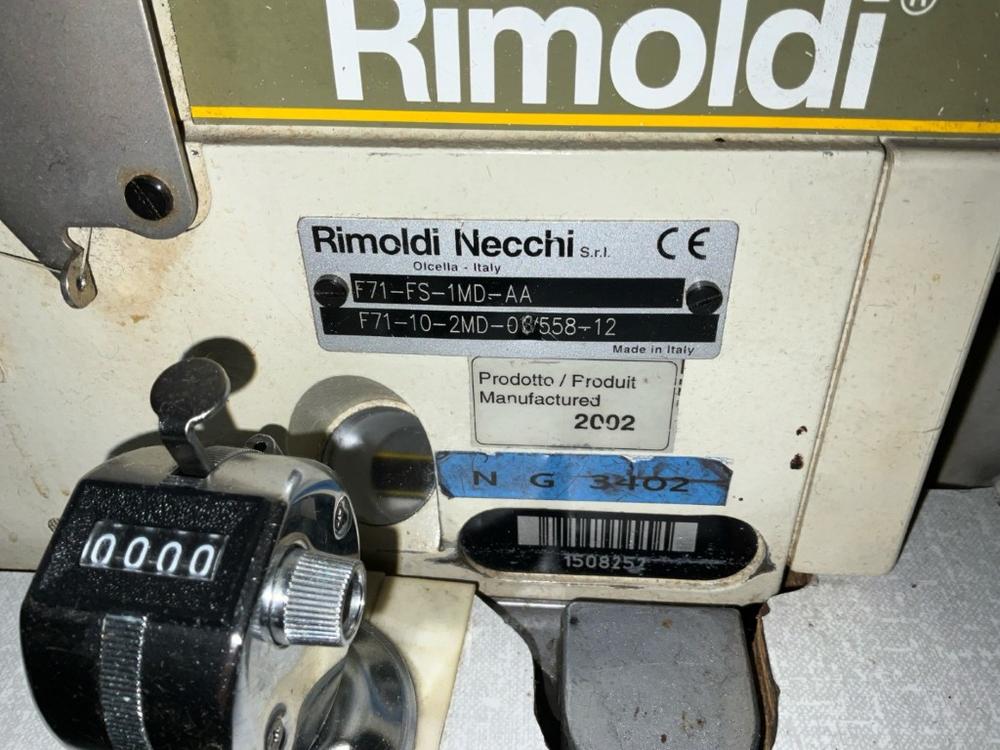 Rimoldi®
Rimoldi Necchi S.r.l. CE
Olcella - Italy
F71-FS-1MD-AA
F71-10-2MD-08/558-12
Made in Italy
Prodotto / Produit
Manufactured
2002
N G 3402
1508252
0000